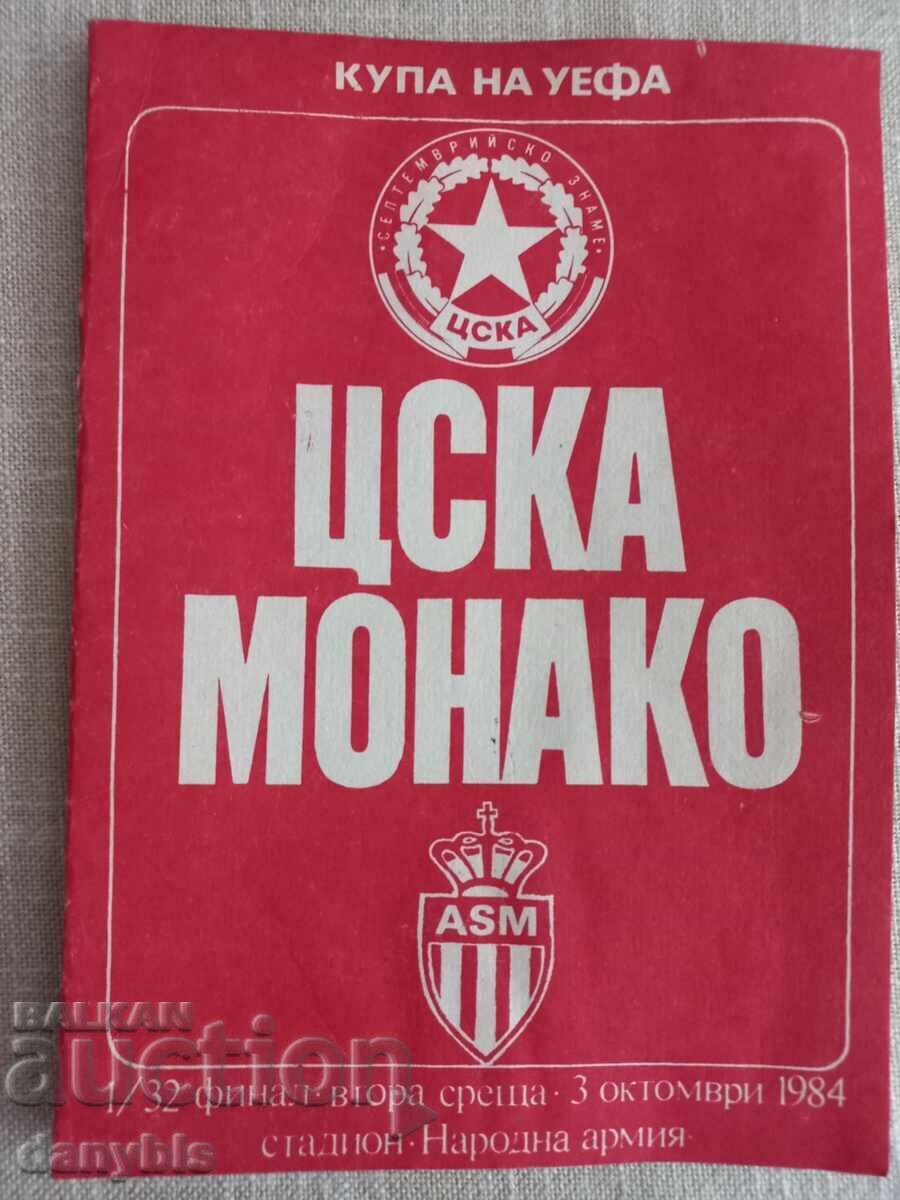 КУПА НА УЕФА
·СЕПТЕМВРИЙСКО ЗНАМЕ·
ЦСКА
ЦСКА
МОНАКО
ASM
BALKAN
auction
1/32 финал · втора среща · 3 октомври 1984
стадион · Народна армия ·
danybls